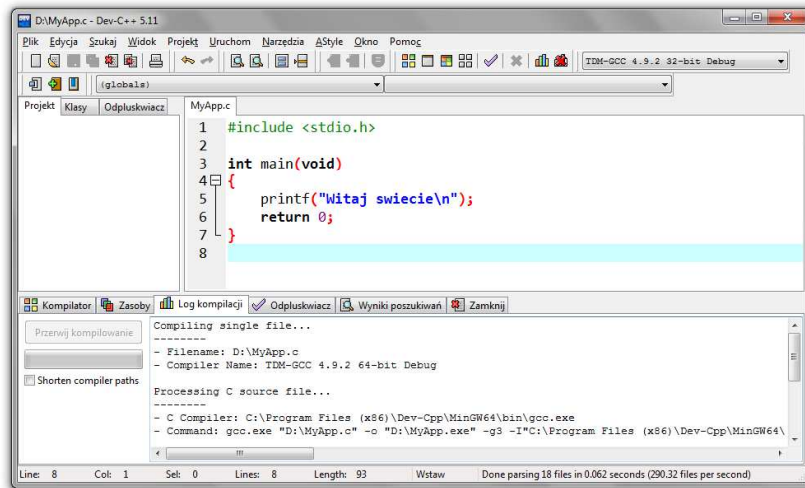 D:\MyApp.c - Dev-C++ 5.11
Plik Edycja Szukaj Widok Projekt Uruchom Narzędzia AStyle Okno Pomoc
TDM-GCC 4.9.2 32-bit Debug
(globals)
Projekt Klasy Odpluskwiacz MyApp.c
1 #include <stdio.h>
2
3 int main(void)
4 {
5 printf("Witaj swiecie\n");
6 return 0;
7 }
8
Kompilator Zasoby Log kompilacji Odpluskwiacz Wyniki poszukiwań Zamknij
Przerwij kompilowanie
Shorten compiler paths
Compiling single file...
--------
- Filename: D:\MyApp.c
- Compiler Name: TDM-GCC 4.9.2 64-bit Debug
Processing C source file...
--------
- C Compiler: C:\Program Files (x86)\Dev-Cpp\MinGW64\bin\gcc.exe
- Command: gcc.exe "D:\MyApp.c" -o "D:\MyApp.exe" -g3 -I"C:\Program Files (x86)\Dev-Cpp\MinGW64\
Line: 8 Col: 1 Sel: 0 Lines: 8 Length: 93 Wstaw Done parsing 18 files in 0.062 seconds (290.32 files per second)